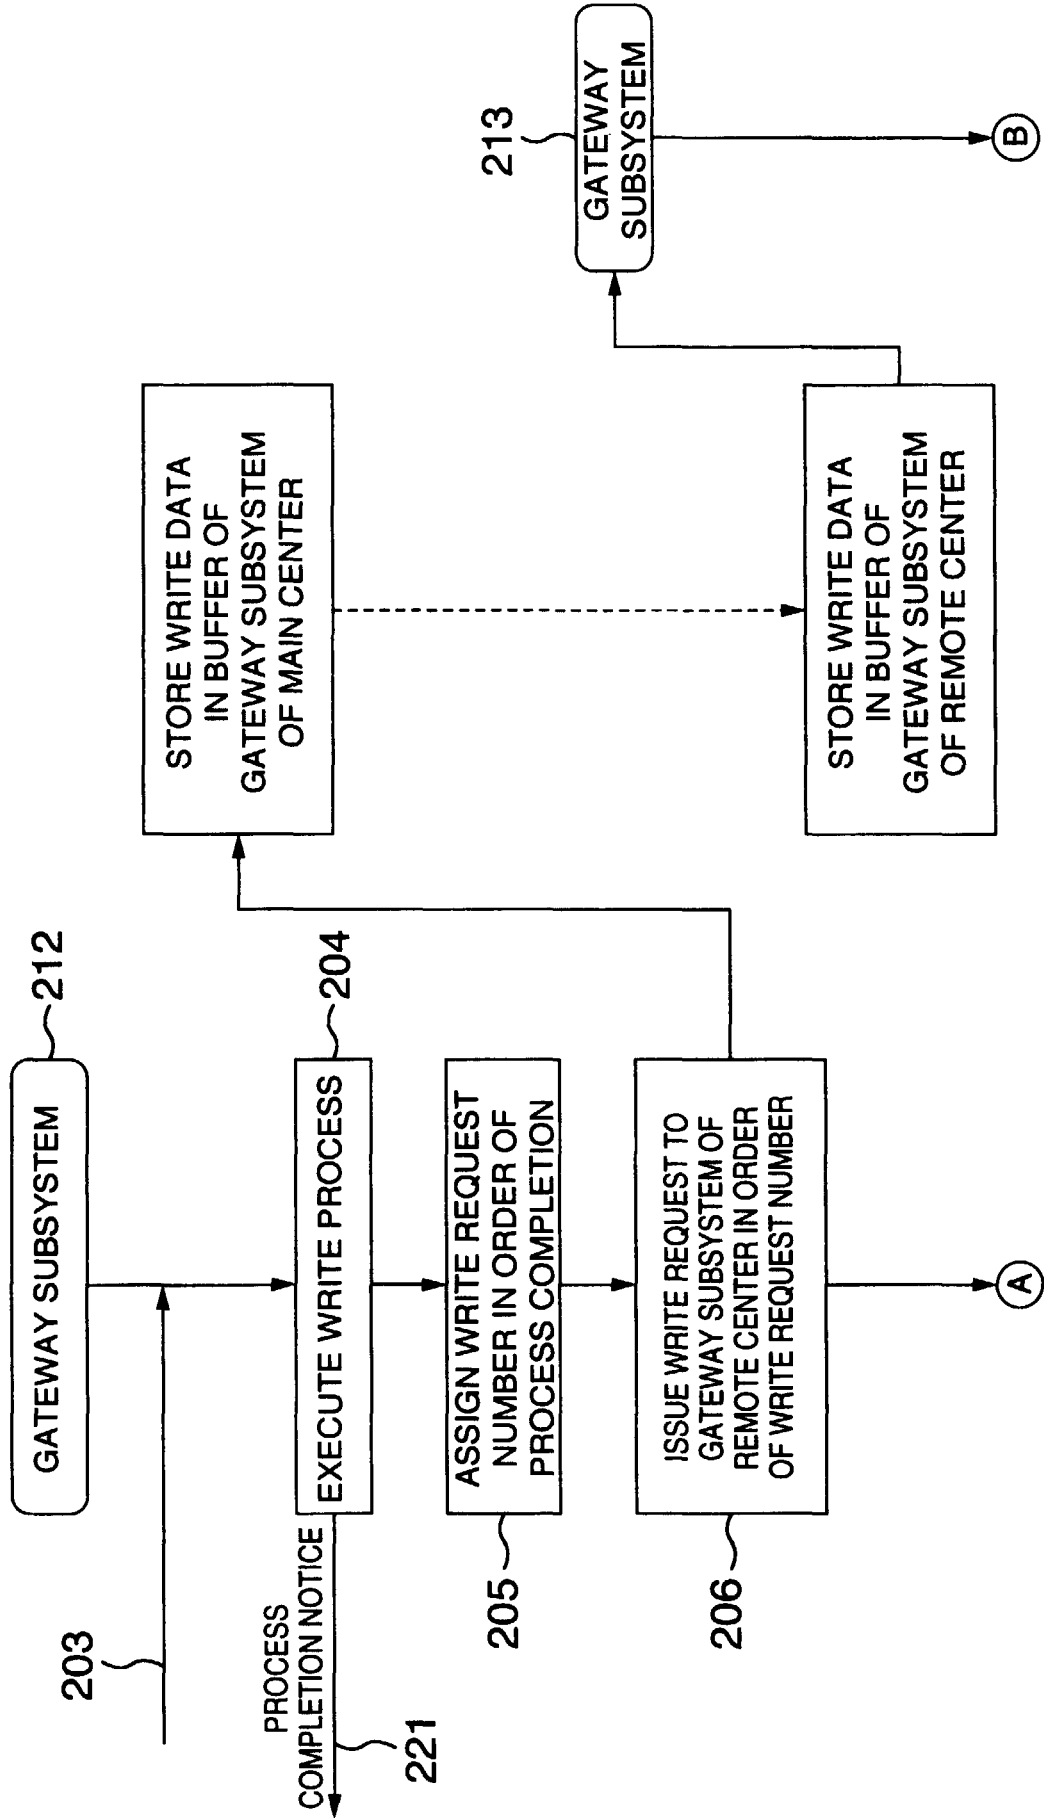 GATEWAY SUBSYSTEM
212
203
PROCESS
COMPLETION NOTICE
221
EXECUTE WRITE PROCESS
204
ASSIGN WRITE REQUEST
NUMBER IN ORDER OF
PROCESS COMPLETION
205
ISSUE WRITE REQUEST TO
GATEWAY SUBSYSTEM OF
REMOTE CENTER IN ORDER
OF WRITE REQUEST NUMBER
206
A
STORE WRITE DATA
IN BUFFER OF
GATEWAY SUBSYSTEM
OF MAIN CENTER
STORE WRITE DATA
IN BUFFER OF
GATEWAY SUBSYSTEM
OF REMOTE CENTER
213
GATEWAY
SUBSYSTEM
B